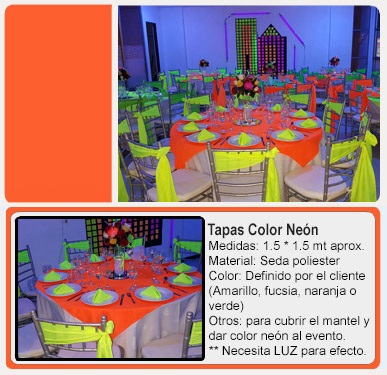 Tapas Color Neón
Medidas: 1.5 * 1.5 mt aprox.
Material: Seda poliester
Color: Definido por el cliente
(Amarillo, fucsia, naranja o
verde)
Otros: para cubrir el mantel y
dar color neón al evento.
** Necesita LUZ para efecto.